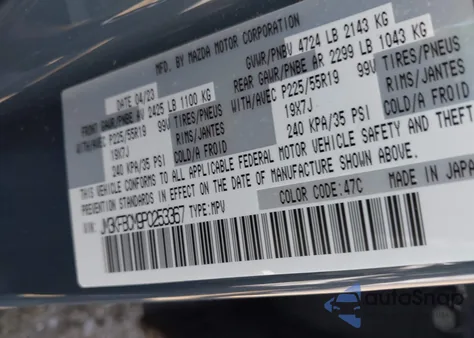 MFD. BY MAZDA MOTOR CORPORATION
DATE: 04/23 GVWR/PNBV 4724 LB 2143 KG
FRONT GAWR/PNBE AV 2425 LB 1100 KG REAR GAWR/PNBE AR 2299 LB 1043 KG
WITH/AVEC P225/55R19 99V TIRES/PNEUS WITH/AVEC P225/55R19 99V TIRES/PNEUS
19X7J RIMS/JANTES 19X7J RIMS/JANTES
240 KPA/35 PSI COLD/A FROID 240 KPA/35 PSI COLD/A FROID
THIS VEHICLE CONFORMS TO ALL APPLICABLE FEDERAL MOTOR VEHICLE SAFETY AND THEFT
PREVENTION STANDARDS IN EFFECT ON THE DATE OF MANUFACTURE SHOWN ABOVE.
VIN: TYPE:MPV COLOR CODE:47C MADE IN JAPAN
autoSnap